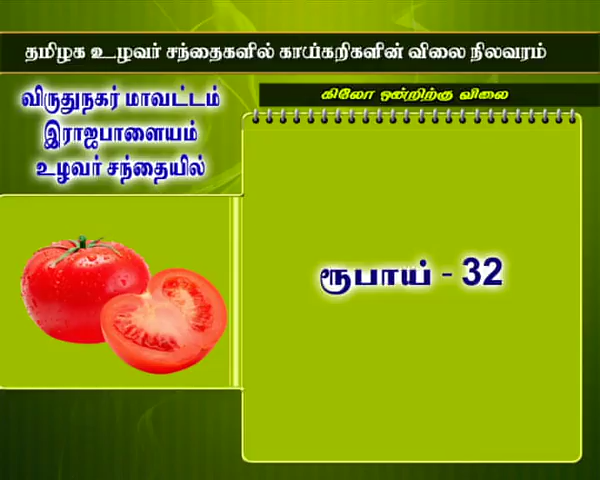 தமிழக உழவர் சந்தைகளில் காய்கறிகளின் விலை நிலவரம்
விருதுநகர் மாவட்டம்
இராஜபாளையம்
உழவர் சந்தையில்
கிலோ ஒன்றிற்கு விலை
ரூபாய் - 32